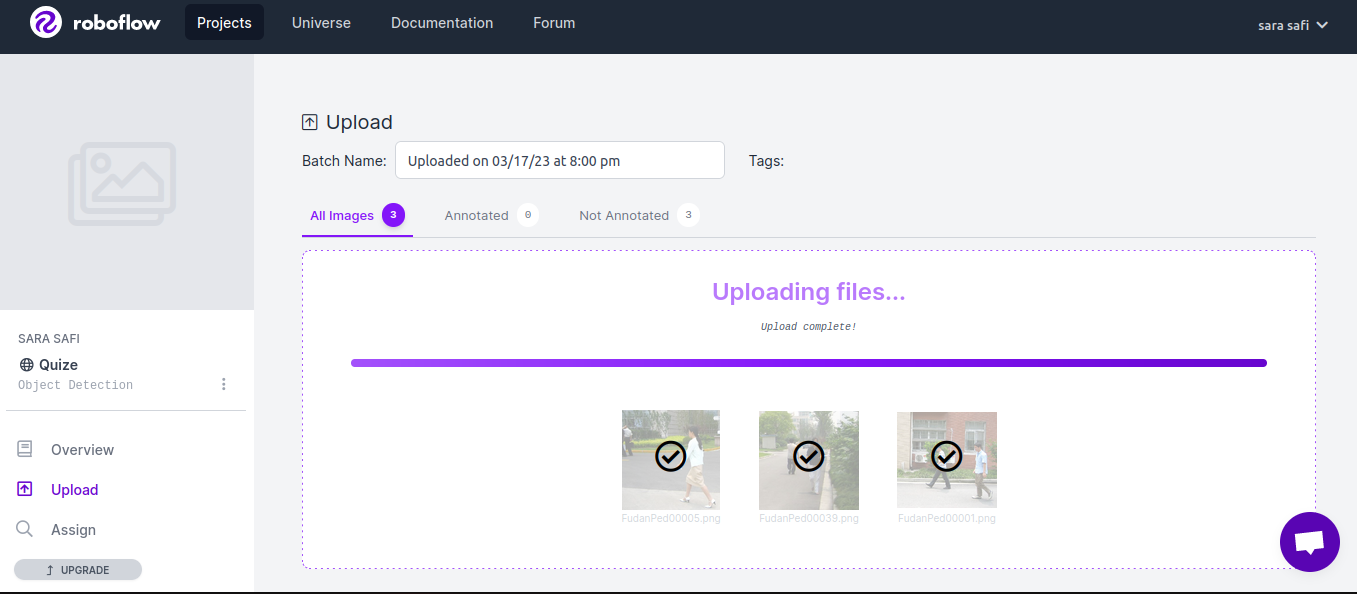 roboflow
Projects
Universe
Documentation
Forum
sara safi
Upload
Batch Name:
Uploaded on 03/17/23 at 8:00 pm
Tags:
All Images 3
Annotated 0
Not Annotated 3
Uploading files...
Upload complete!
FudanPed00005.png
FudanPed00039.png
FudanPed00001.png
SARA SAFI
Quize
Object Detection
Overview
Upload
Assign
UPGRADE